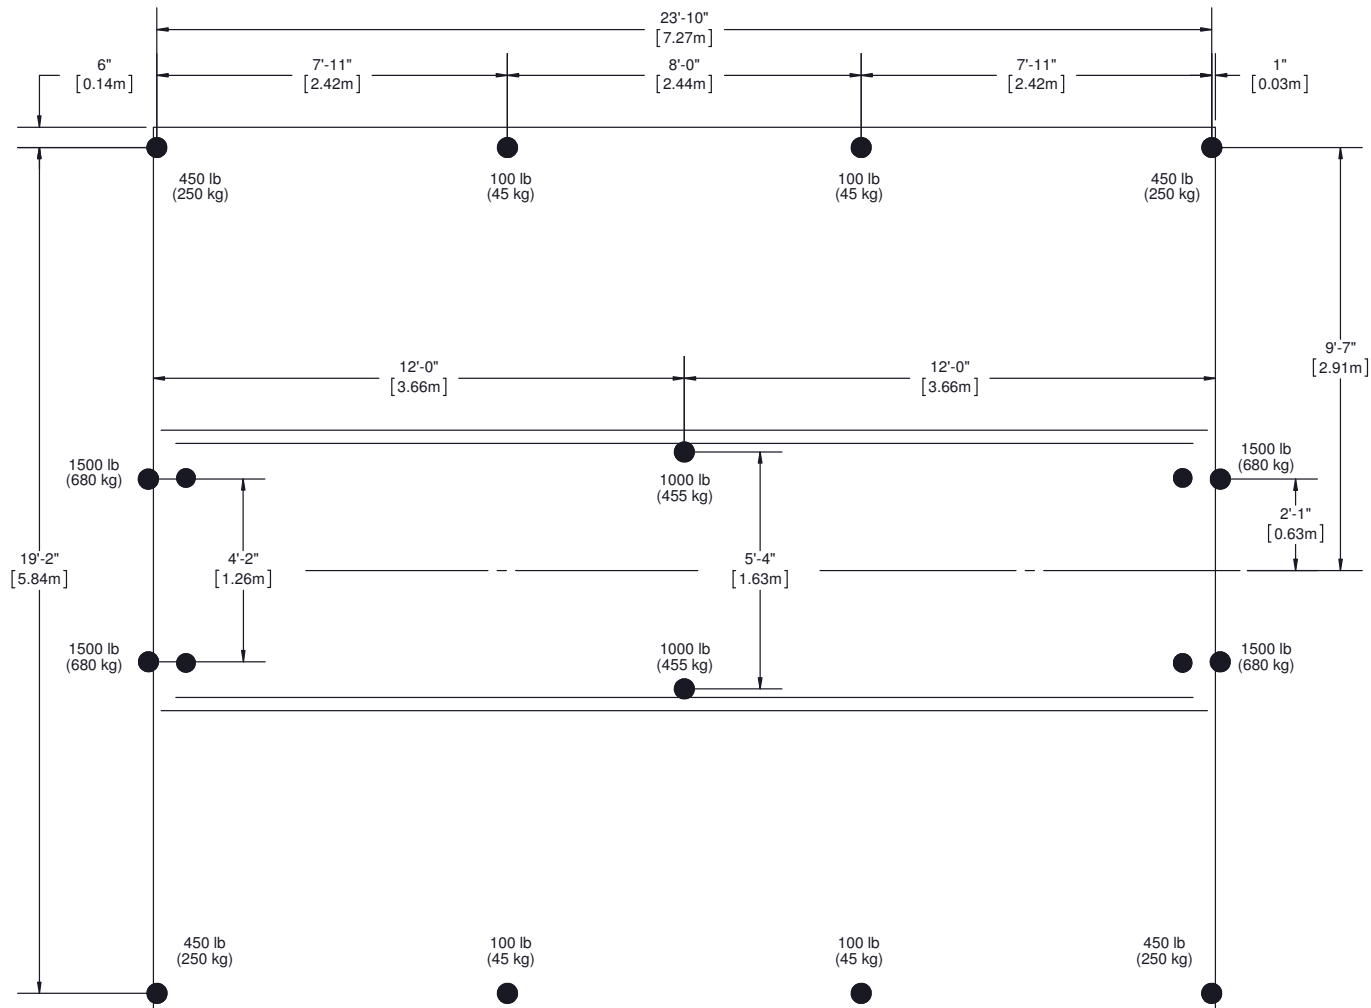 23'-10"
[7.27m]
6"
[0.14m]
7'-11"
[2.42m]
8'-0"
[2.44m]
7'-11"
[2.42m]
1"
[0.03m]
450 lb
(250 kg)
100 lb
(45 kg)
100 lb
(45 kg)
450 lb
(250 kg)
12'-0"
[3.66m]
12'-0"
[3.66m]
9'-7"
[2.91m]
1500 lb
(680 kg)
1000 lb
(455 kg)
1500 lb
(680 kg)
2'-1"
[0.63m]
19'-2"
[5.84m]
4'-2"
[1.26m]
5'-4"
[1.63m]
1500 lb
(680 kg)
1000 lb
(455 kg)
1500 lb
(680 kg)
450 lb
(250 kg)
100 lb
(45 kg)
100 lb
(45 kg)
450 lb
(250 kg)